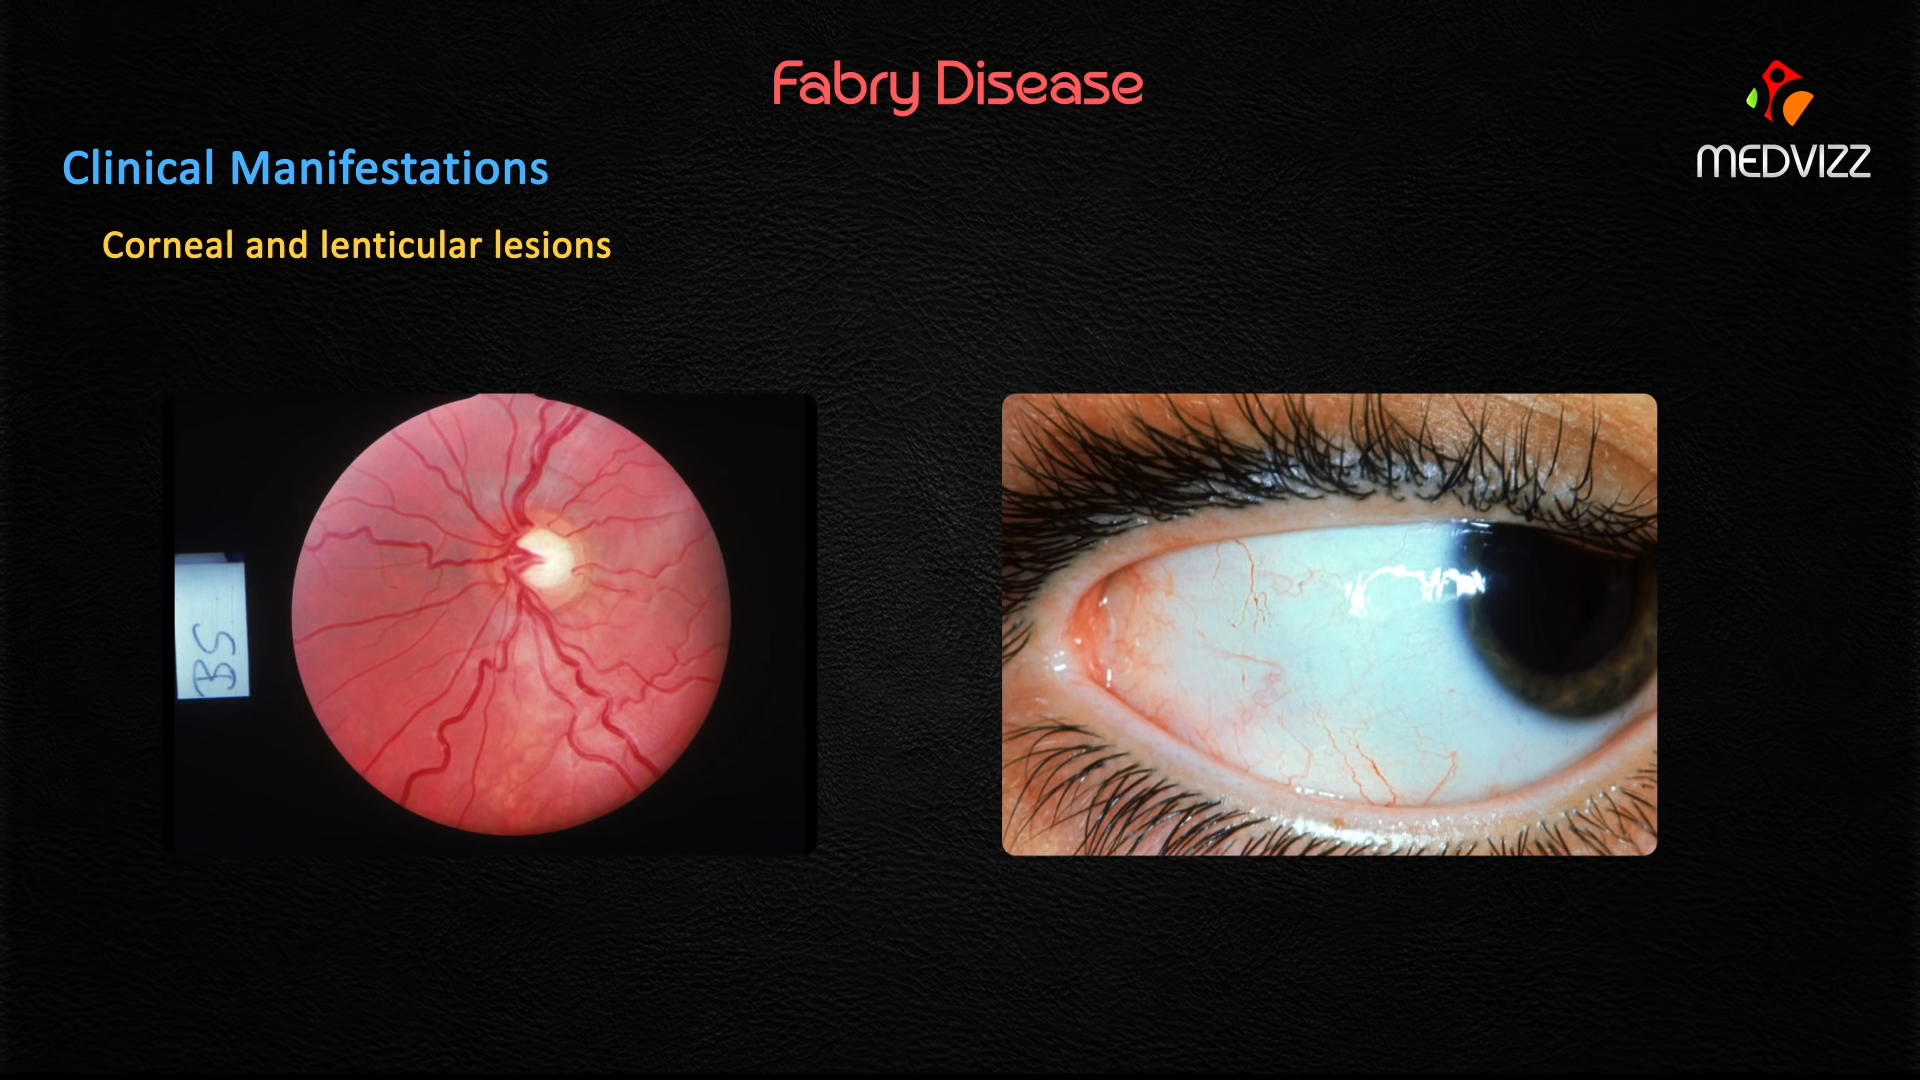 Fabry Disease
MEDVIZZ
Clinical Manifestations
Corneal and lenticular lesions
BS